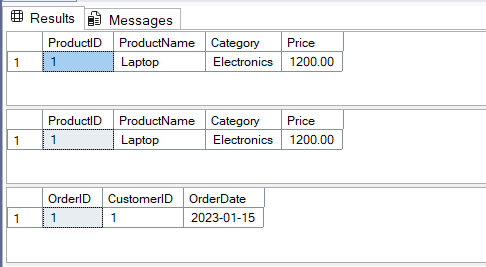 Results Messages
ProductID ProductName Category Price
1 1 Laptop Electronics 1200.00
ProductID ProductName Category Price
1 1 Laptop Electronics 1200.00
OrderID CustomerID OrderDate
1 1 1 2023-01-15